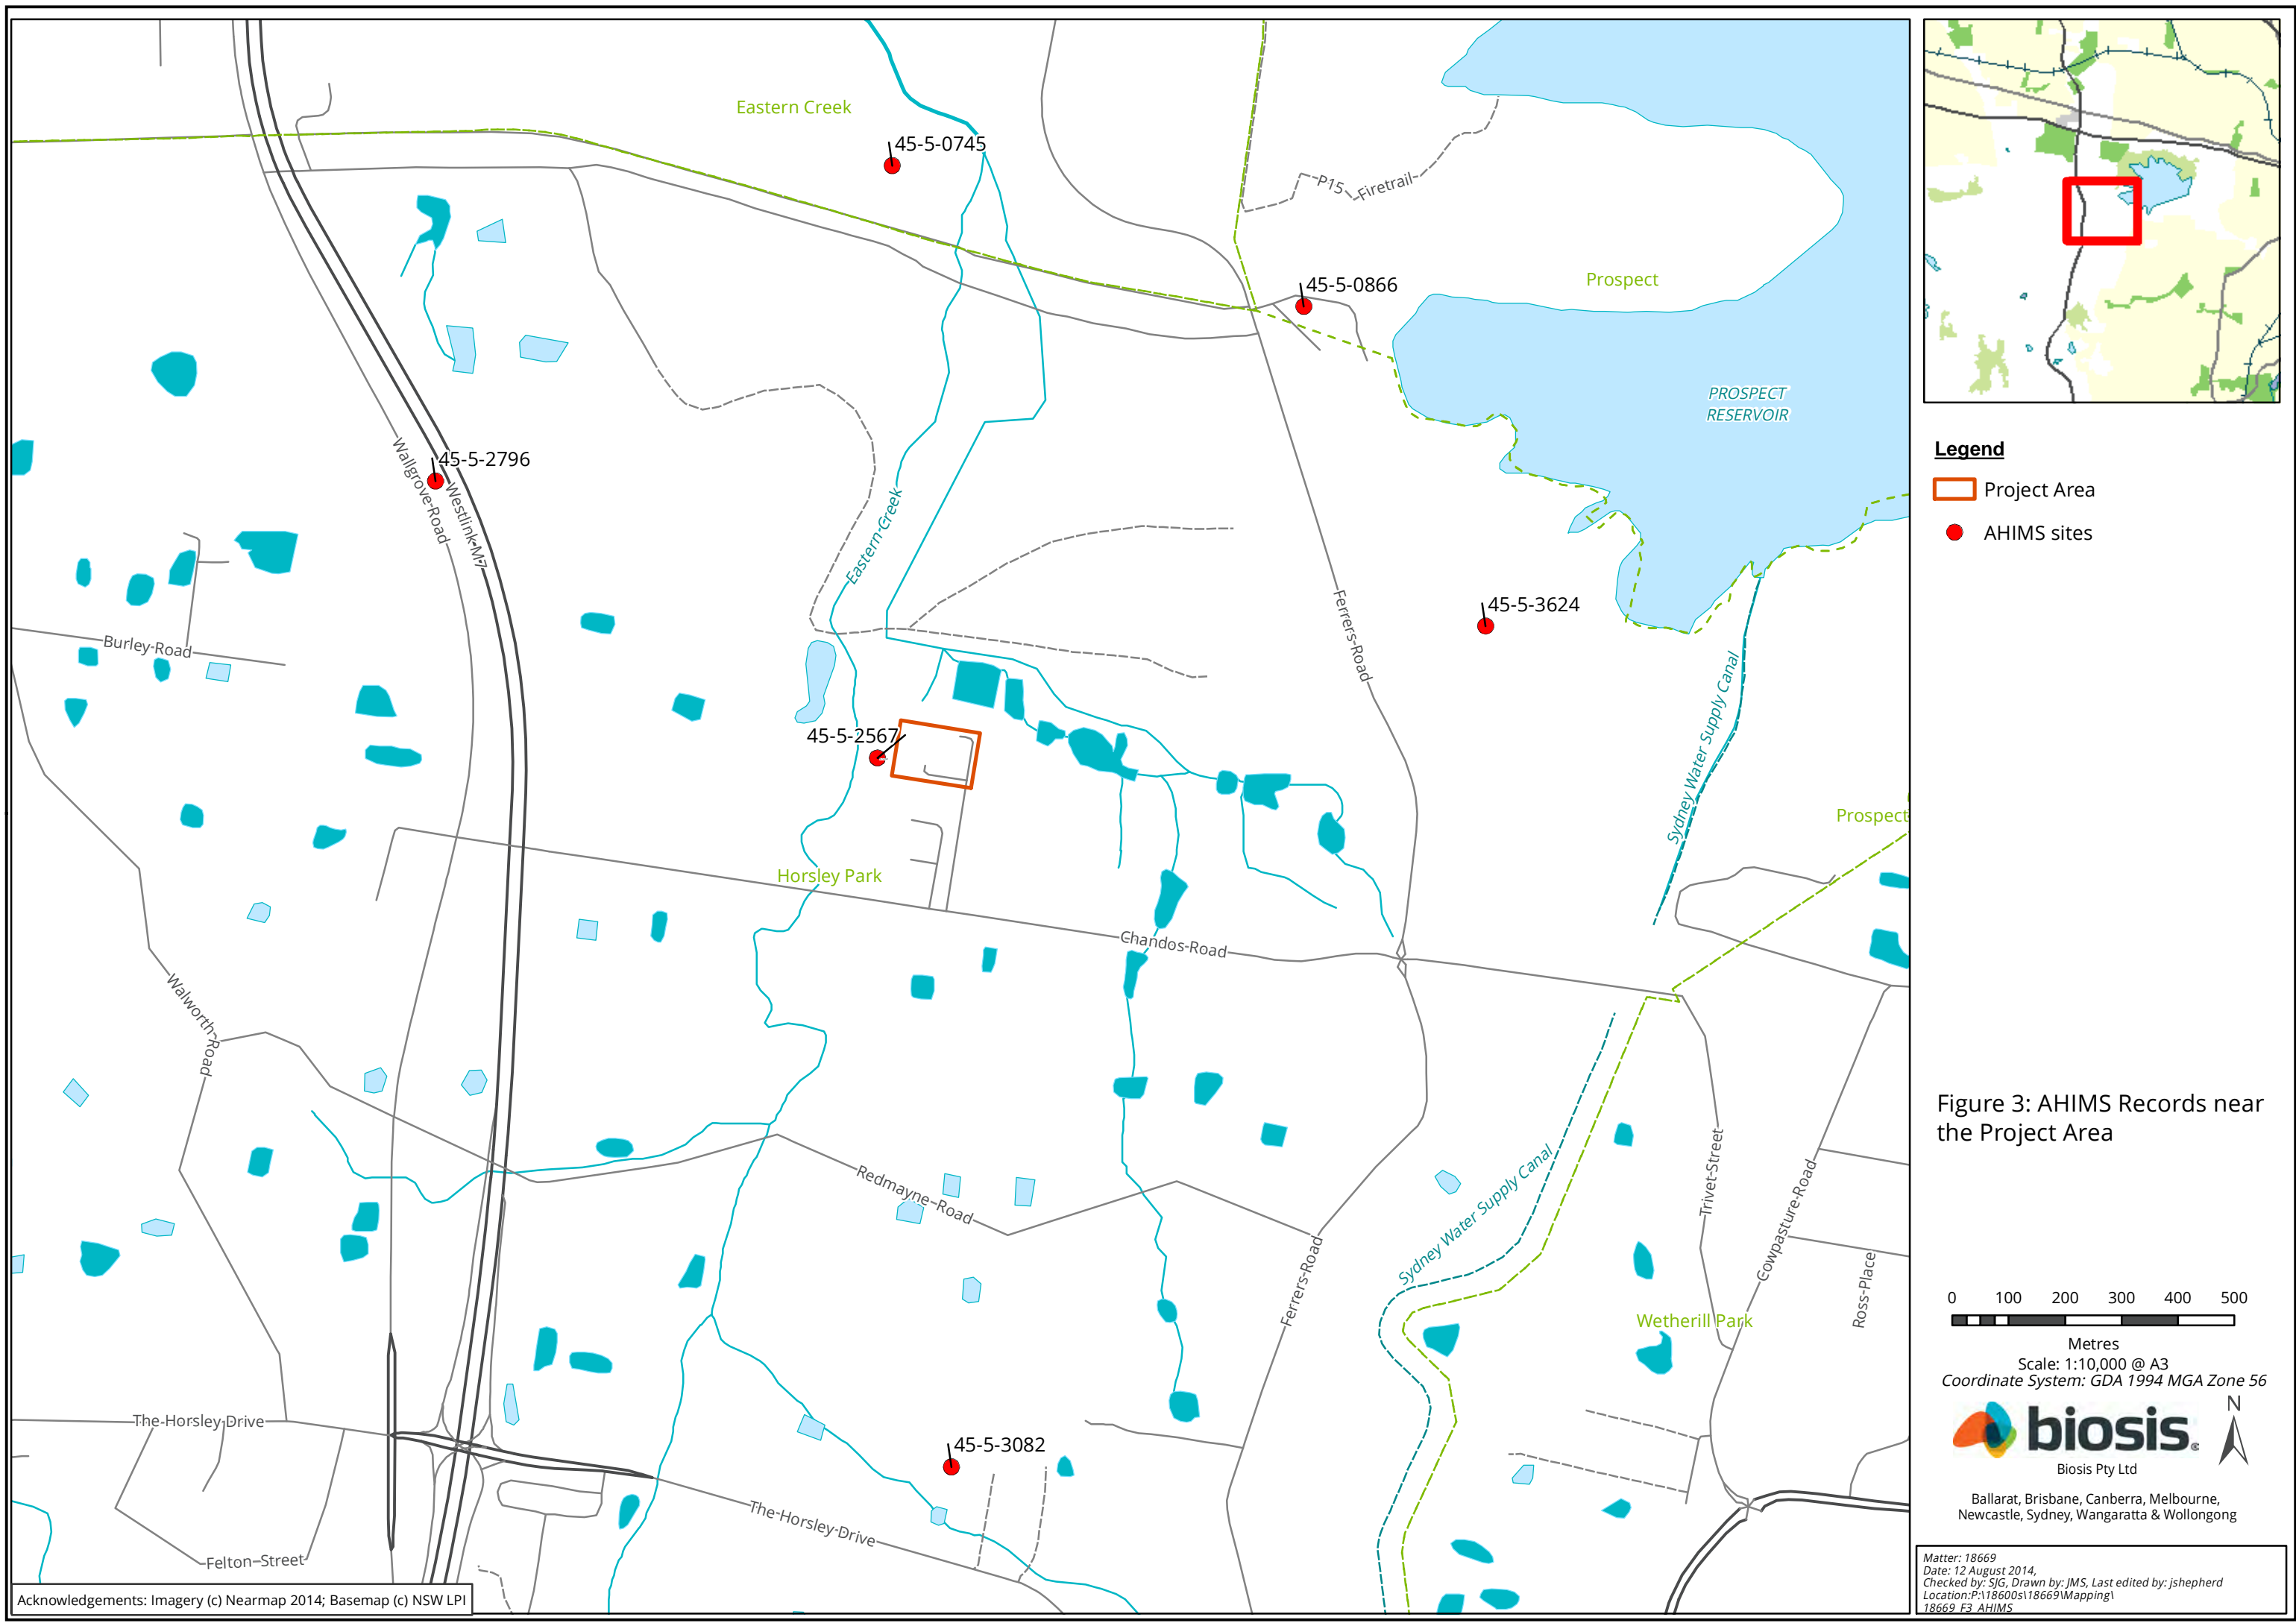 Eastern Creek
45-5-0745
P15 Firetrail
45-5-0866
Prospect
PROSPECT
RESERVOIR
45-5-2796
Wallgrove Road
Westlink M7
Eastern Creek
Ferrers Road
45-5-3624
Burley Road
Sydney Water Supply Canal
45-5-2567
Prospect
Horsley Park
Chandos Road
Walworth Road
Redmayne Road
Sydney Water Supply Canal
Trivet Street
Cowpasture Road
Ross Place
Ferrers Road
Wetherill Park
The Horsley Drive
45-5-3082
The Horsley Drive
Felton Street
Acknowledgements: Imagery (c) Nearmap 2014; Basemap (c) NSW LPI
Legend
Project Area
AHIMS sites
Figure 3: AHIMS Records near
the Project Area
0 100 200 300 400 500
Metres
Scale: 1:10,000 @ A3
Coordinate System: GDA 1994 MGA Zone 56
biosis.
N
Biosis Pty Ltd
Ballarat, Brisbane, Canberra, Melbourne,
Newcastle, Sydney, Wangaratta & Wollongong
Matter: 18669
Date: 12 August 2014,
Checked by: SJG, Drawn by: JMS, Last edited by: jshepherd
Location:P:\18600s\18669\Mapping\
18669_F3_AHIMS